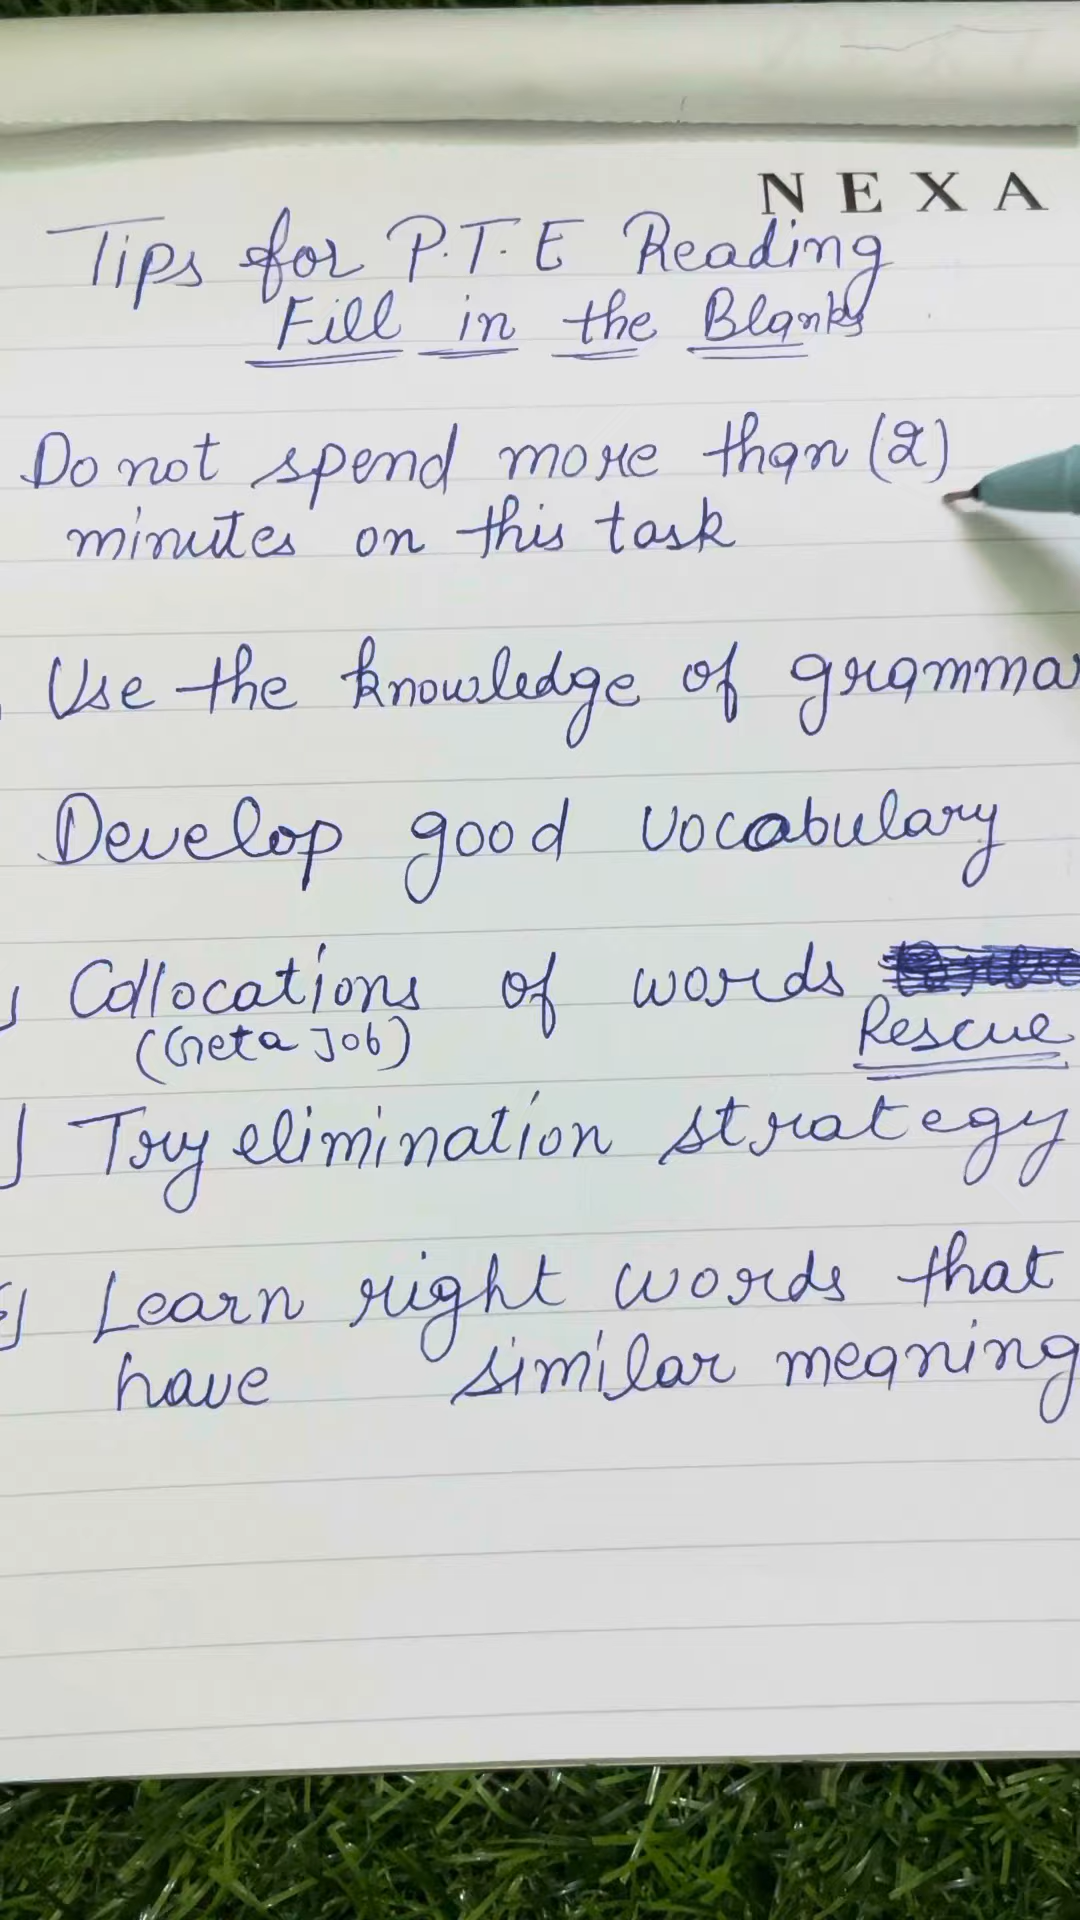 NEXA
Tips for P.T.E Reading
Fill in the Blanks
Do not spend more than (2)
minutes on this task
Use the knowledge of gramma
Develop good vocabulary
Collocations of words
(Get a Job) Rescue
Try elimination strategy
Learn right words that
have similar meaning